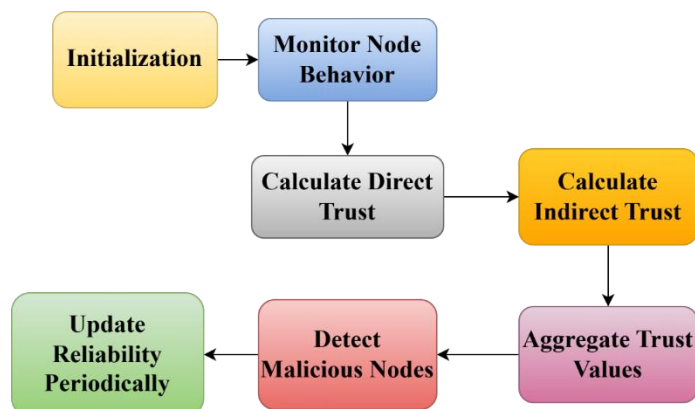 Initialization
Monitor Node
Behavior
Calculate Direct
Trust
Calculate
Indirect Trust
Aggregate Trust
Values
Detect
Malicious Nodes
Update
Reliability
Periodically